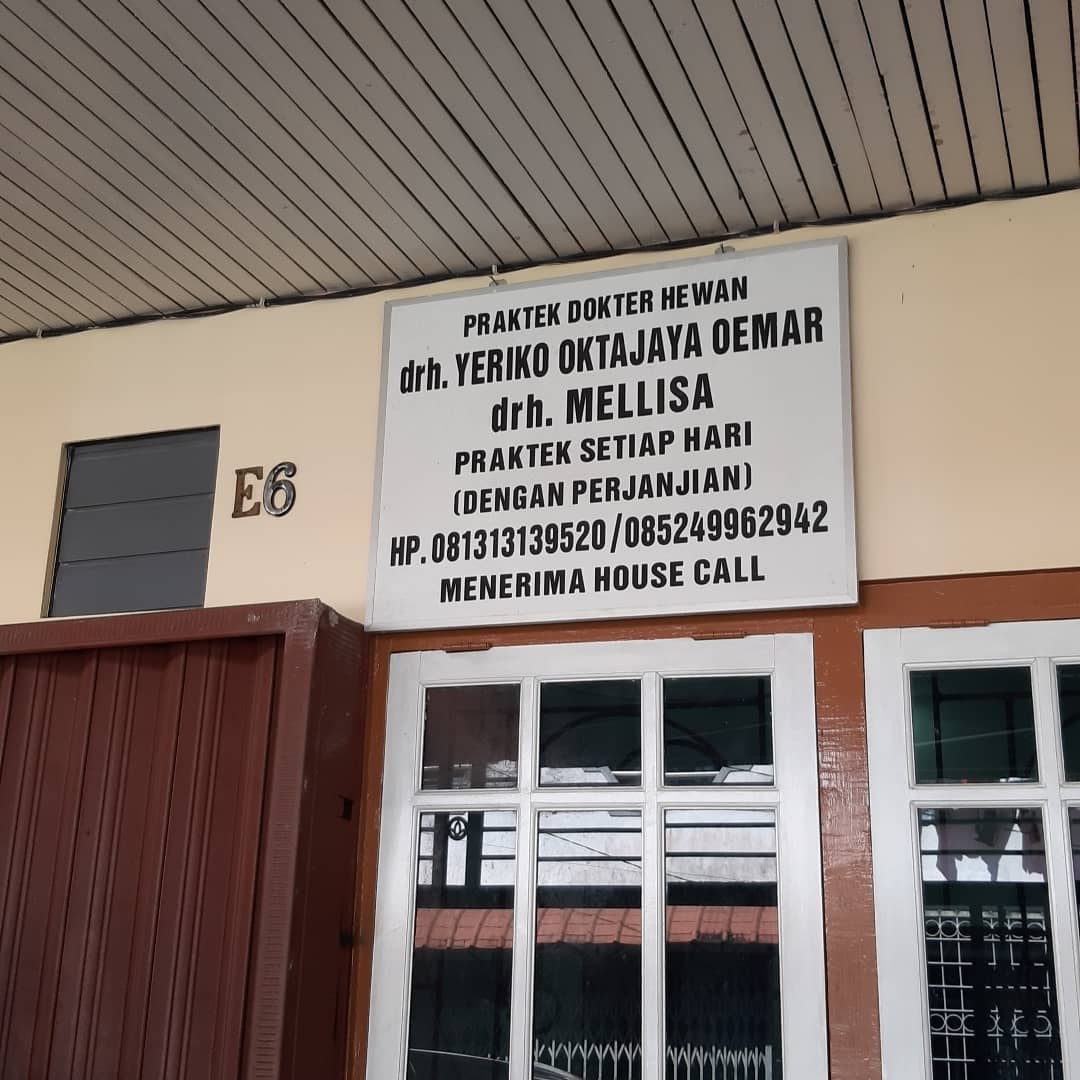 PRAKTEK DOKTER HEWAN
drh. YERIKO OKTAJAYA OEMAR
drh. MELLISA
PRAKTEK SETIAP HARI
(DENGAN PERJANJIAN)
HP. 081313139520/085249962942
MENERIMA HOUSE CALL
E6